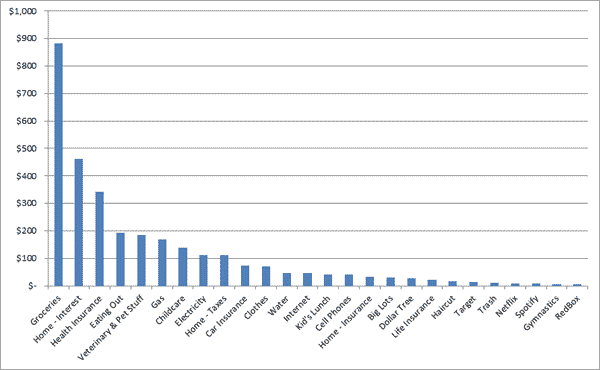 $1,000
$900
$800
$700
$600
$500
$400
$300
$200
$100
$-
Groceries
Home - Interest
Health Insurance
Eating Out
Veterinary & Pet Stuff
Gas
Childcare
Electricity
Home - Taxes
Car Insurance
Clothes
Water
Internet
Kid's Lunch
Cell Phones
Home - Insurance
Big Lots
Dollar Tree
Life Insurance
Haircut
Target
Trash
Netflix
Spotify
Gymnastics
RedBox